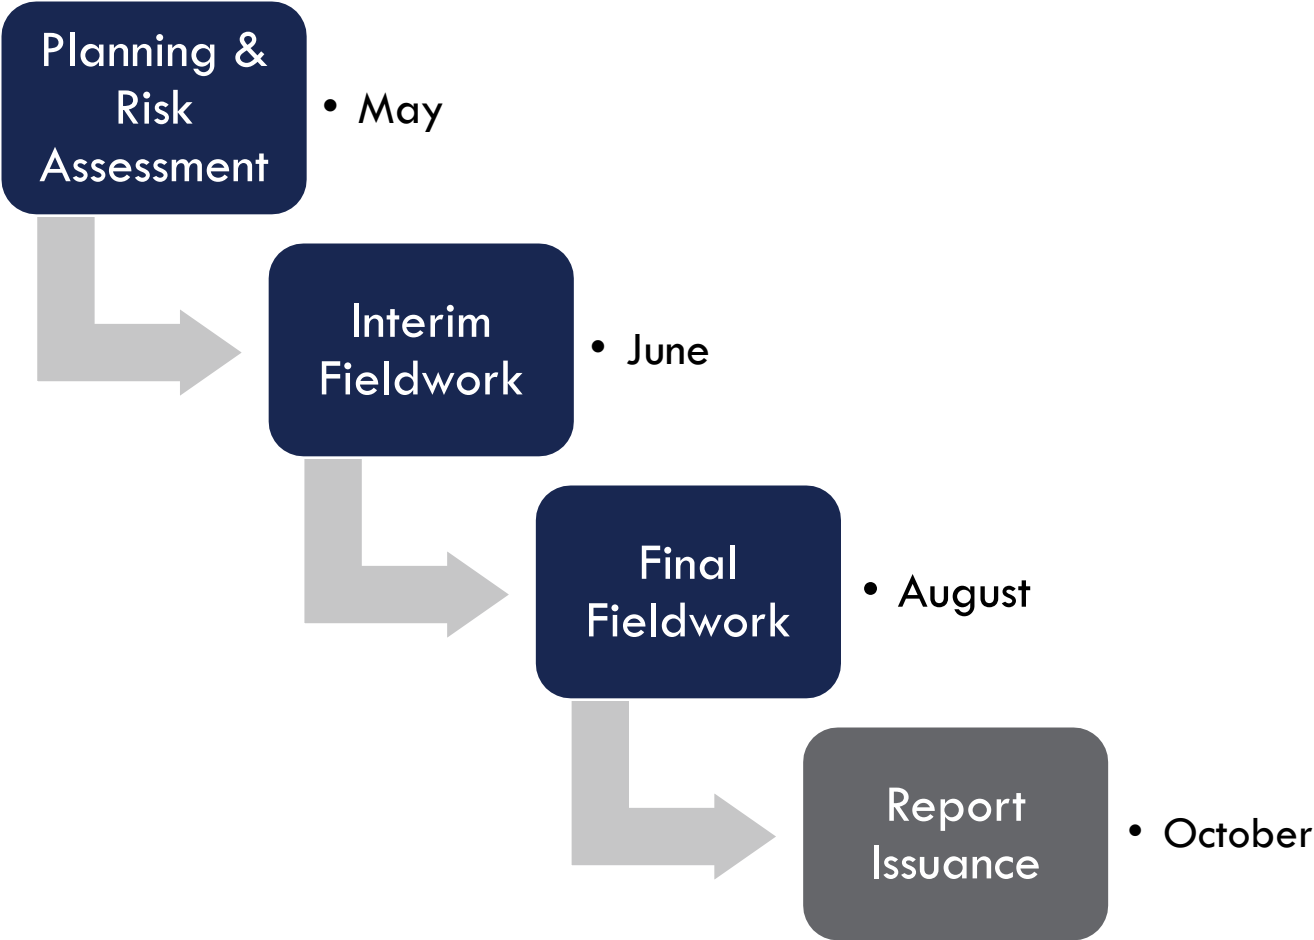 Planning &
Risk
Assessment
• May
Interim
Fieldwork
• June
Final
Fieldwork
• August
Report
Issuance
• October